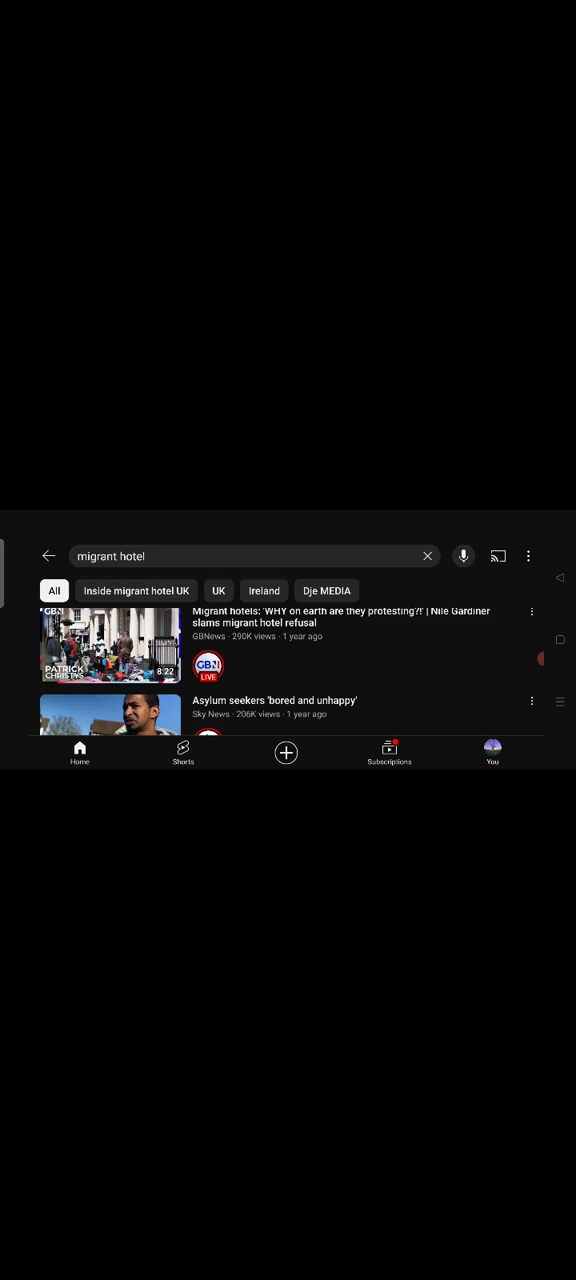 migrant hotel
All
Inside migrant hotel UK
UK
Ireland
Dje MEDIA
Migrant hotels: 'WHY on earth are they protesting?!' | Nile Gardiner
slams migrant hotel refusal
GBNews · 290K views · 1 year ago
GBN
PATRICK
CHRISTYS
8:22
GBN
LIVE
Asylum seekers 'bored and unhappy'
Sky News · 206K views · 1 year ago
Home
Shorts
Subscriptions
You